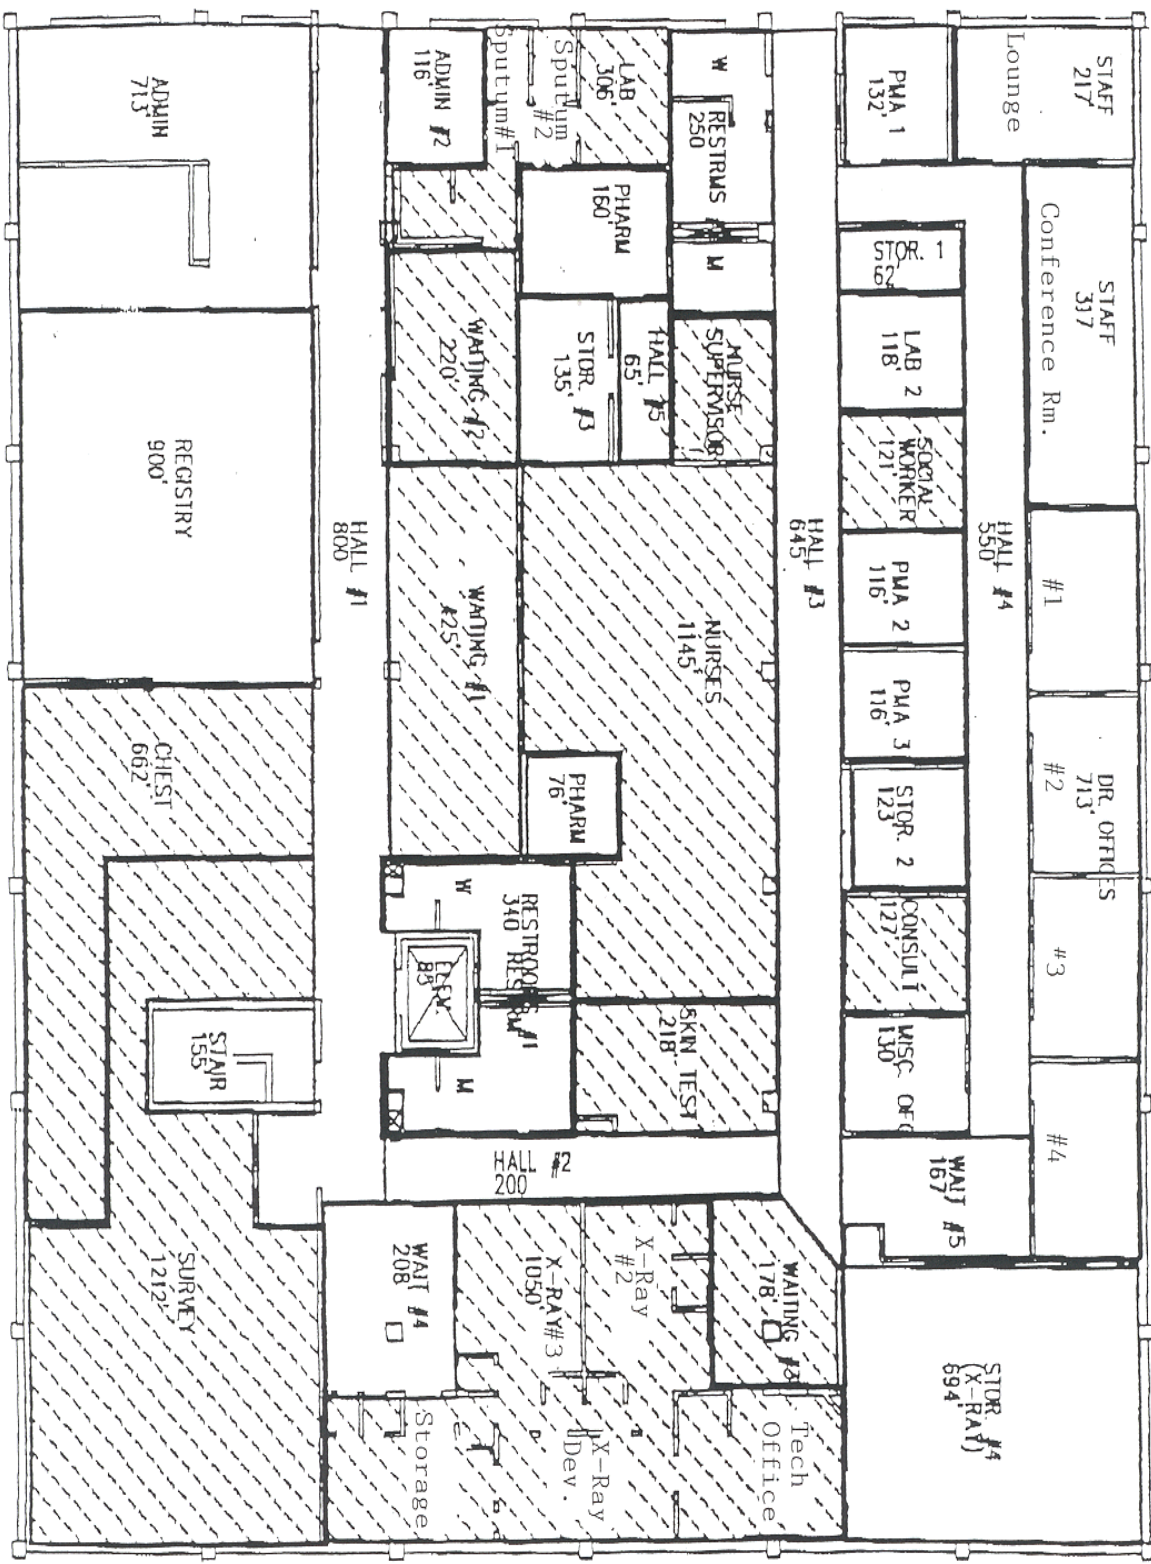 STAFF
217'
Lounge
STAFF
337
Conference Rm.
DR. OFFICES
713'
#1
#2
#3
#4
STOR. #4
(X-RAY)
694'
PMA 1
132'
HALL #4
550'
STOR. 1
62'
LAB 2
118'
SOCIAL
WORKER
121'
PMA 2
116'
PMA 3
116'
STOR. 2
123'
CONSULT
127'
MISC. OFC
130'
WAIT #5
167'
HALL #3
645'
W
RESTRMS
250
M
NURSE
SUPERVISOR
NURSES
1145'
SKIN TEST
218'
WAITING #3
178'
Tech
Office
LAB
306'
Sputum
#2
Sputum#1
PHARM
160'
HALL #5
65'
STOR. #3
135'
PHARM
76'
RESTROOMS #1
340
RESTRM
HALL #2
200
X-Ray
#2
X-RAY#3
1050'
X-Ray
Dev.
ADMIN #2
116'
WAITING #2
220'
WAITING #1
425'
W
ELEV.
88'
M
WAIT #4
208'
Storage
HALL #1
800'
ADMIN
713'
REGISTRY
900'
CHEST
662'
STAIR
155'
SURVEY
1212'